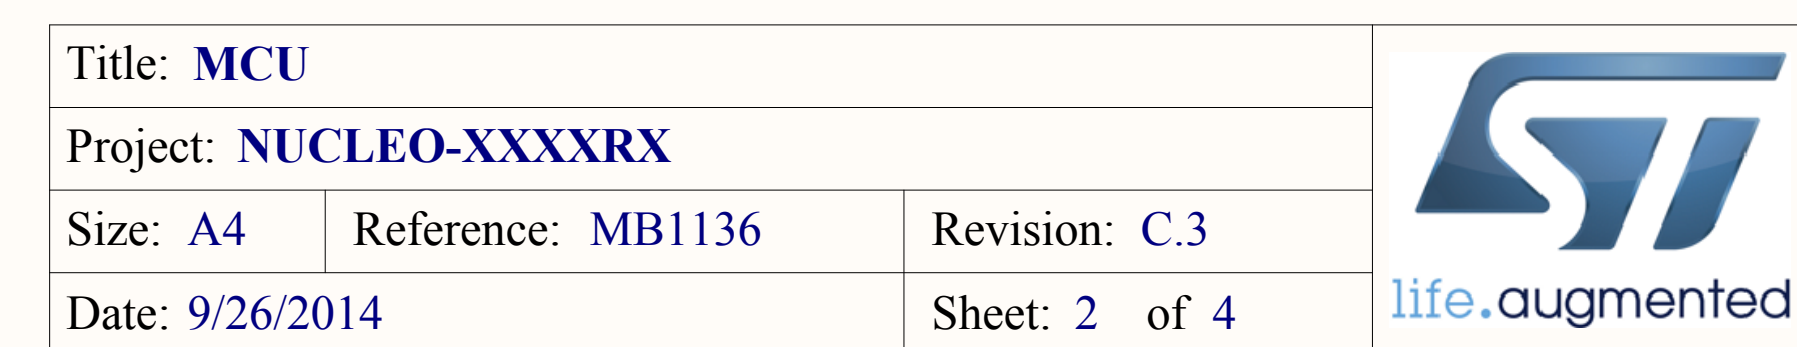 Title: MCU
Project: NUCLEO-XXXXRX
Size: A4 Reference: MB1136 Revision: C.3
Date: 9/26/2014 Sheet: 2 of 4
ST
life.augmented